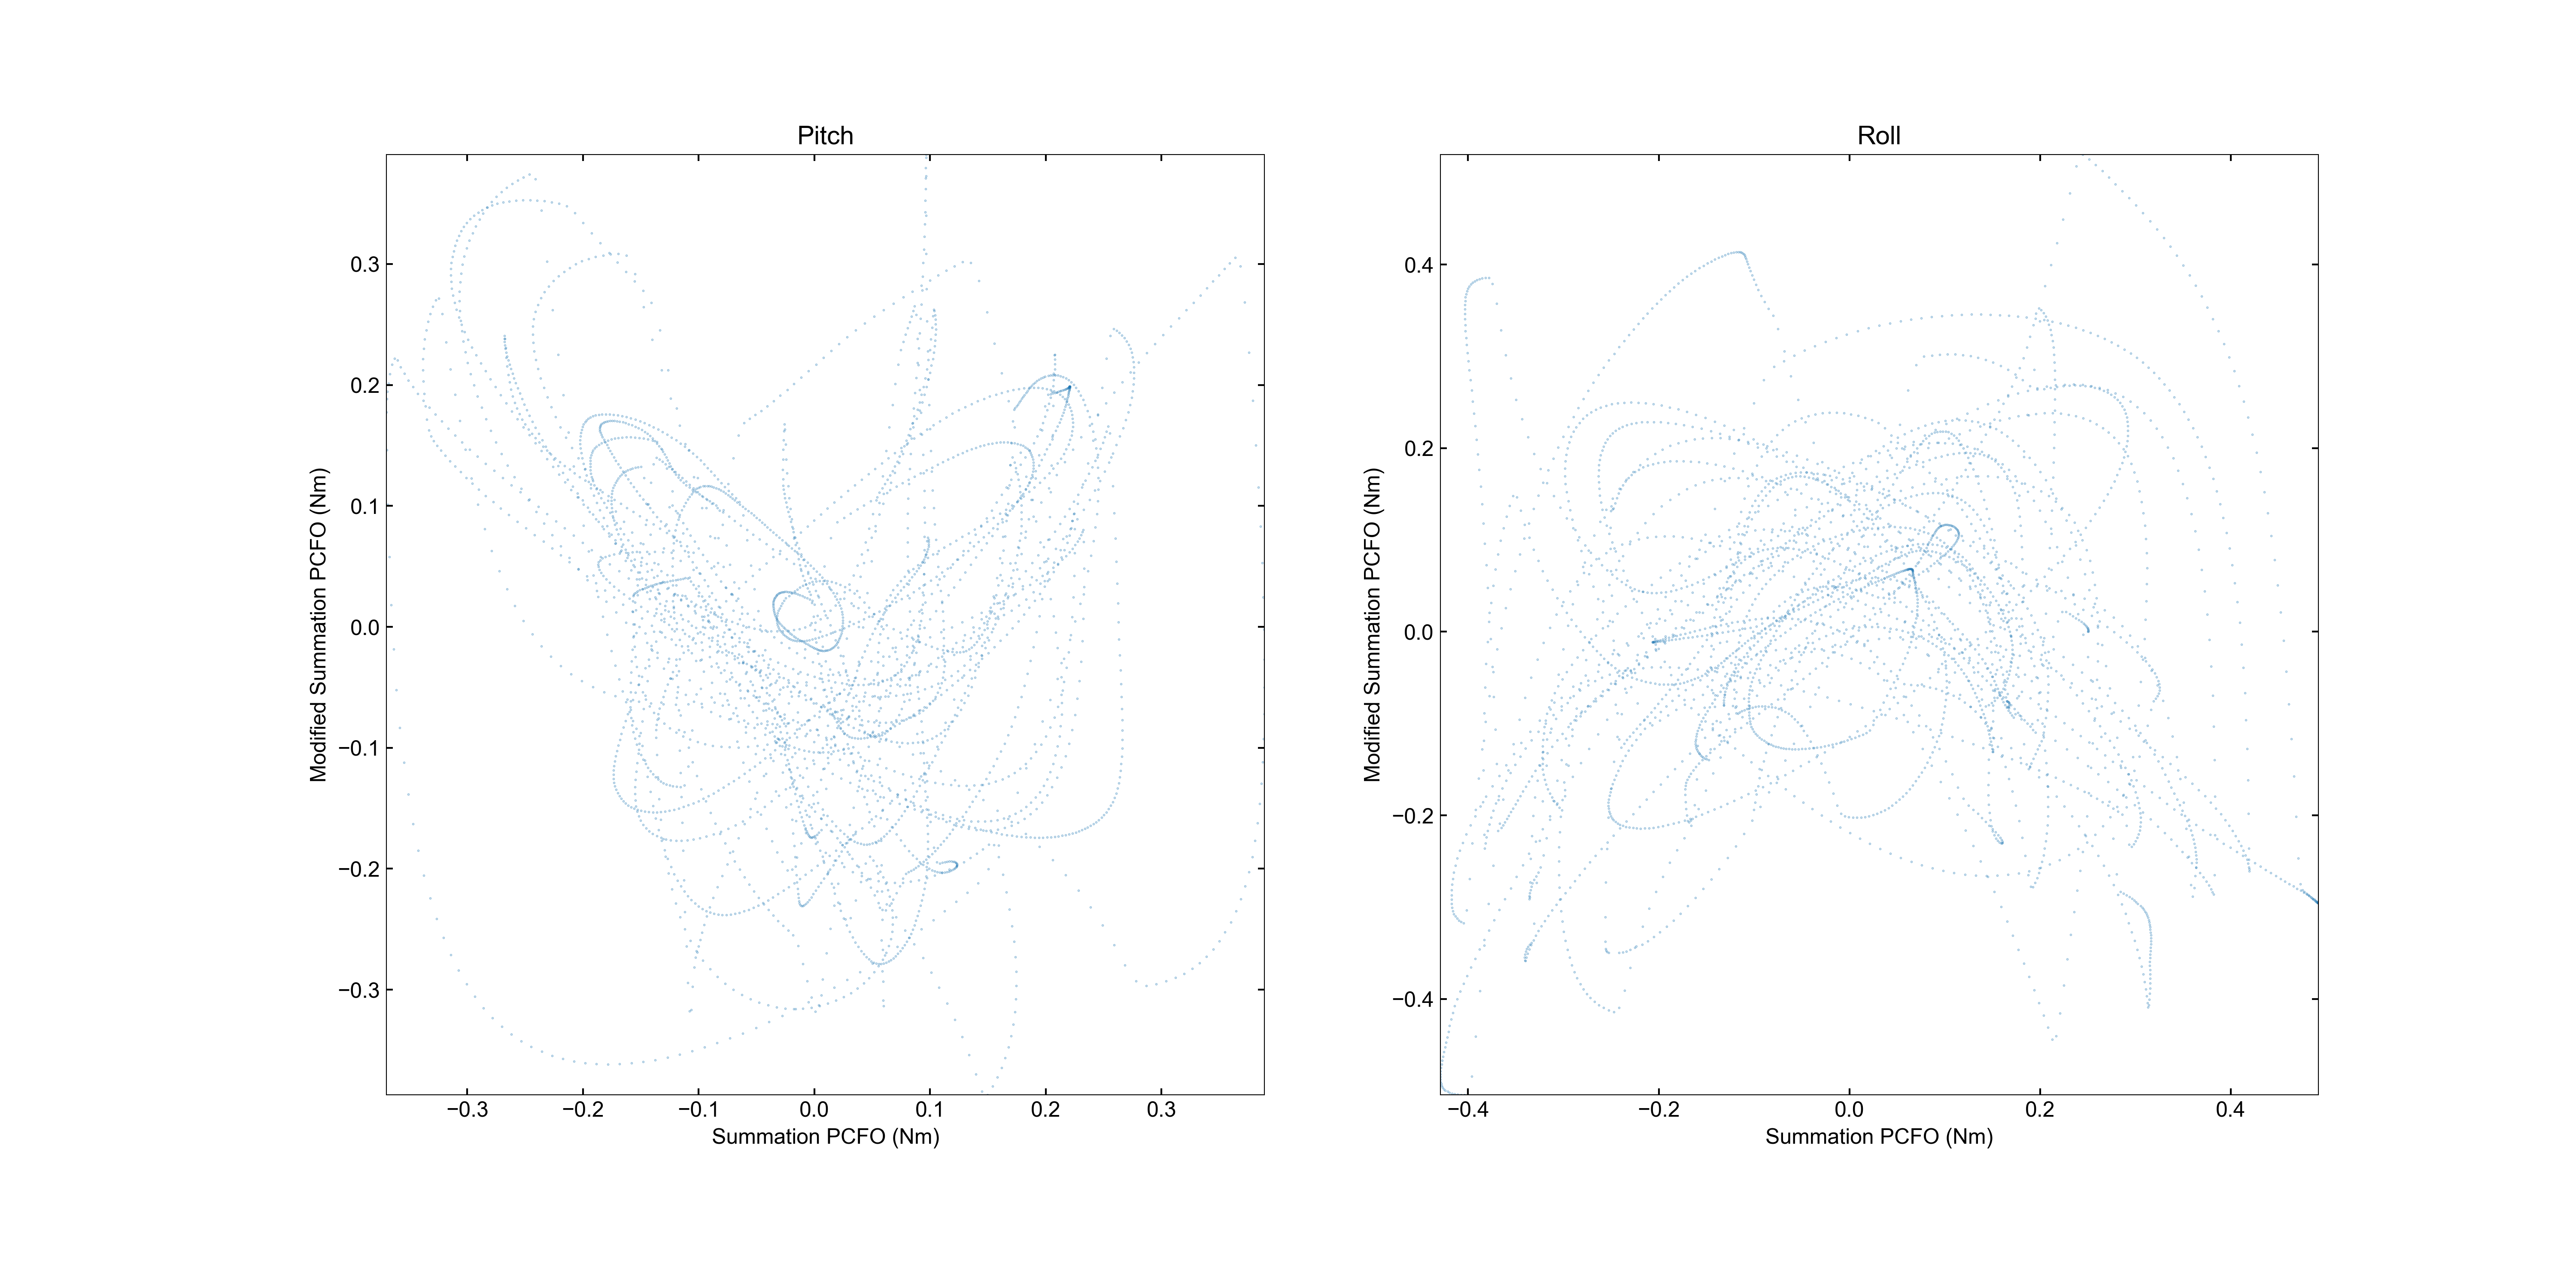 Pitch
Modified Summation PCFO (Nm)
0.3
0.2
0.1
0.0
−0.1
−0.2
−0.3
−0.3 −0.2 −0.1 0.0 0.1 0.2 0.3
Summation PCFO (Nm)
Roll
Modified Summation PCFO (Nm)
0.4
0.2
0.0
−0.2
−0.4
−0.4 −0.2 0.0 0.2 0.4
Summation PCFO (Nm)